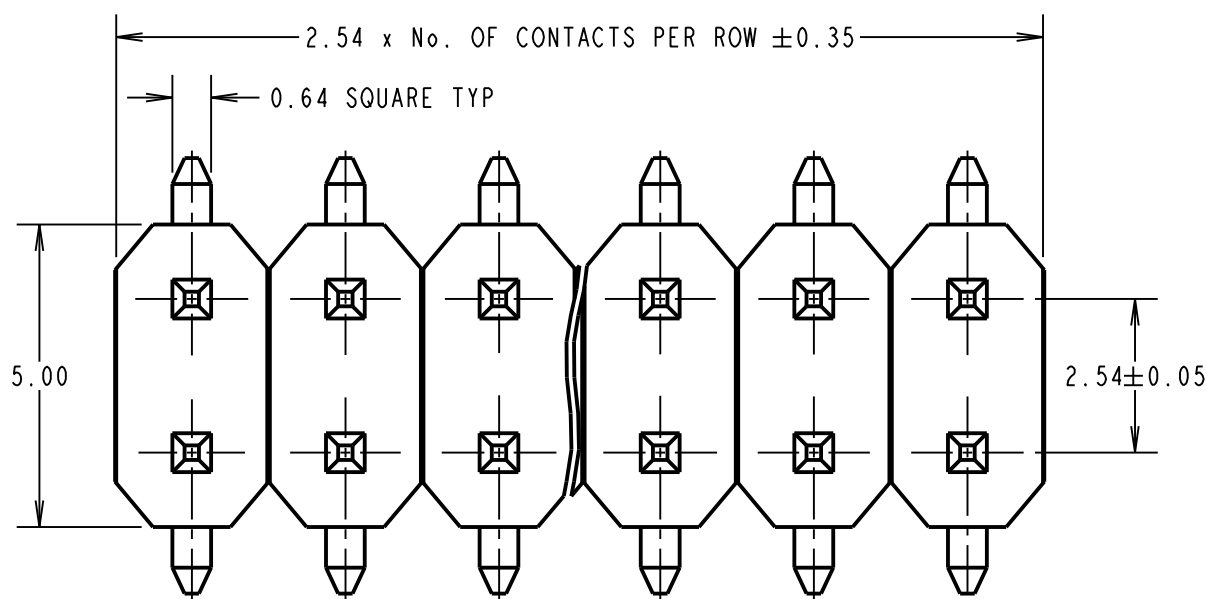 2.54 x No. OF CONTACTS PER ROW ±0.35
0.64 SQUARE TYP
5.00
2.54±0.05